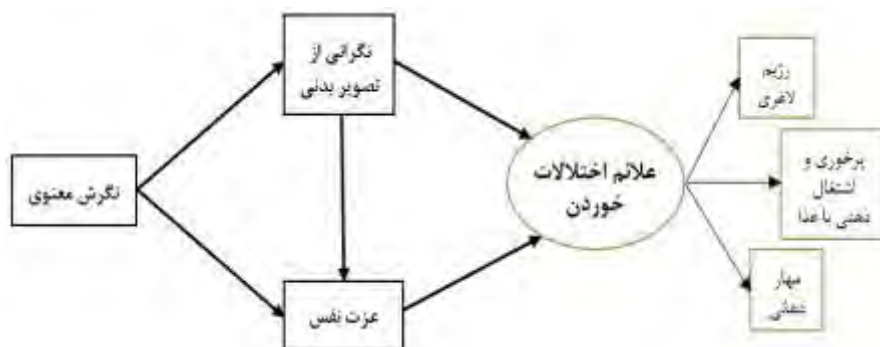 نگرش معنوی
نگرانی از
تصویر بدنی
عزت نفس
علائم اختلالات
خوردن
رژیم
لاغری
پرخوری و
اشتغال
ذهنی با غذا
مهار